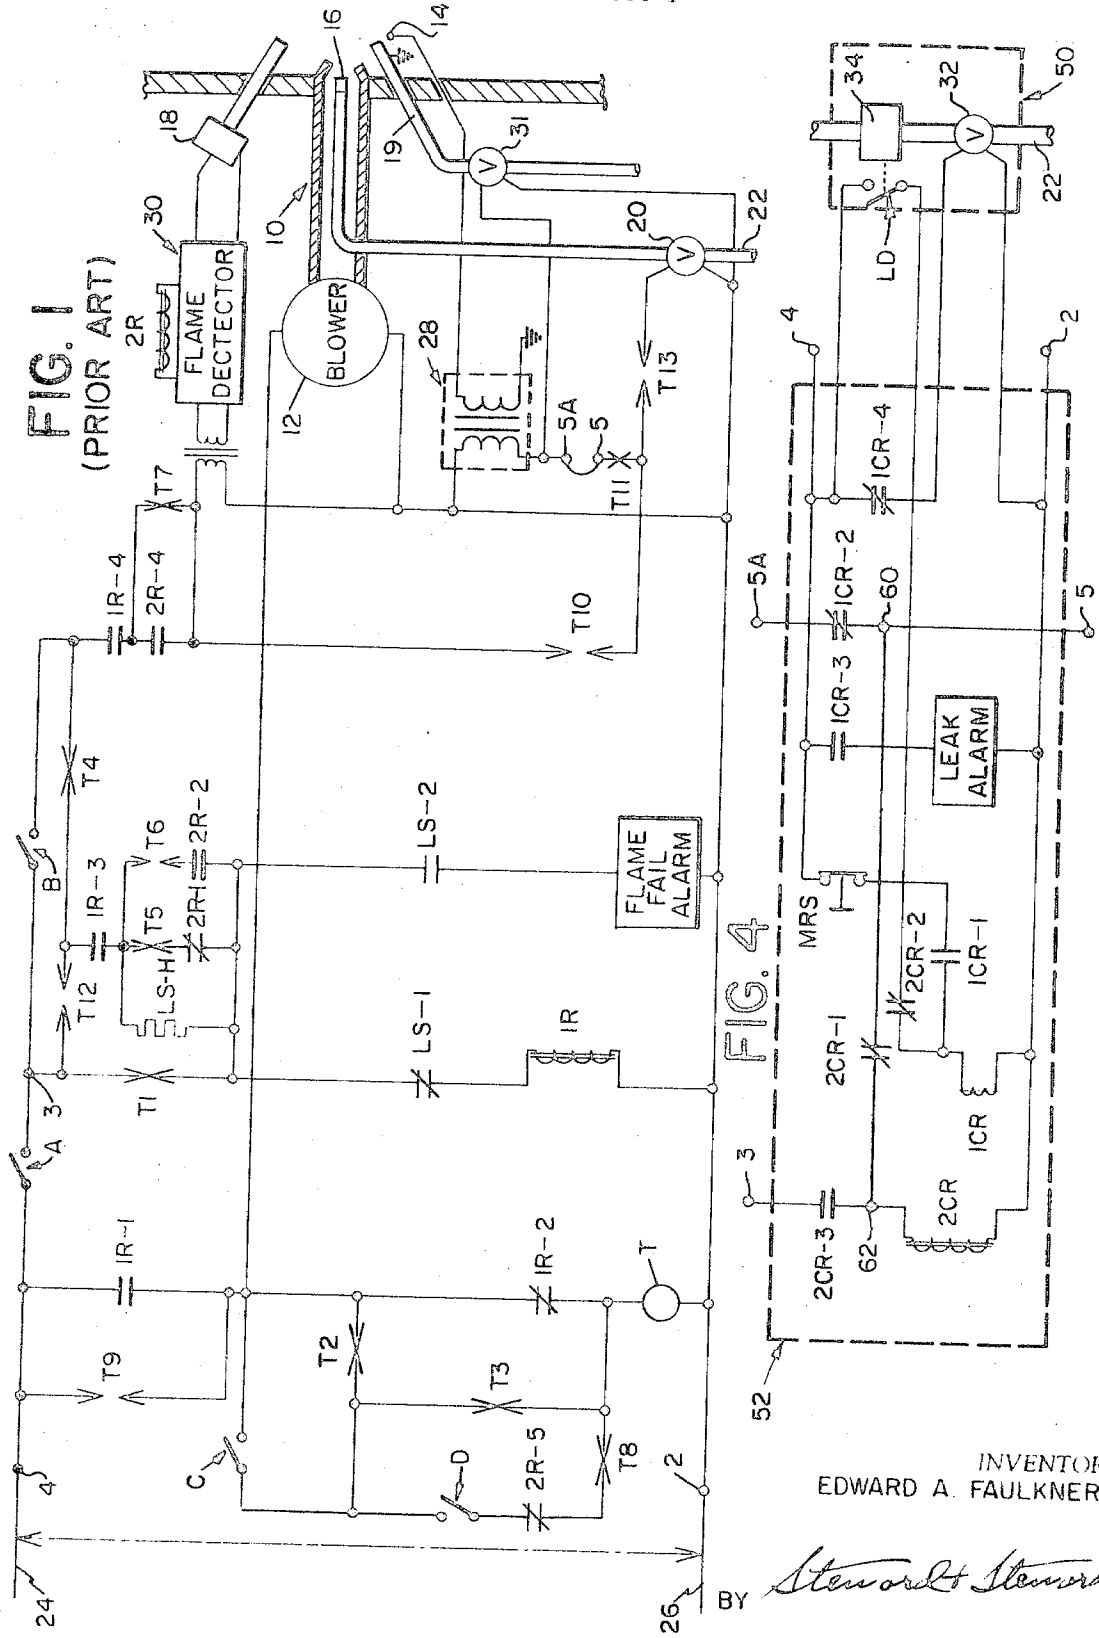 FIG. 1
(PRIOR ART)
18
30
2R
FLAME
DECTECTOR
10
16
14
19
31
12
BLOWER
20
22
28
5A
5
T11
T13
T7
1R-4
2R-4
T10
T4
B
1R-3
T6
2R-2
T5
2R-1
LS-H
T12
LS-2
FLAME
FAIL
ALARM
3
T1
LS-1
1R
A
1R-1
T9
T2
1R-2
T
T3
C
D
2R-5
T8
4
2
24
26
FIG. 4
34
32
50
22
LD
4
2
1CR-4
5A
1CR-2
60
5
1CR-3
LEAK
ALARM
MRS
2CR-2
1CR-1
2CR-1
1CR
3
2CR-3
62
2CR
52
INVENTOR
EDWARD A. FAULKNER
BY